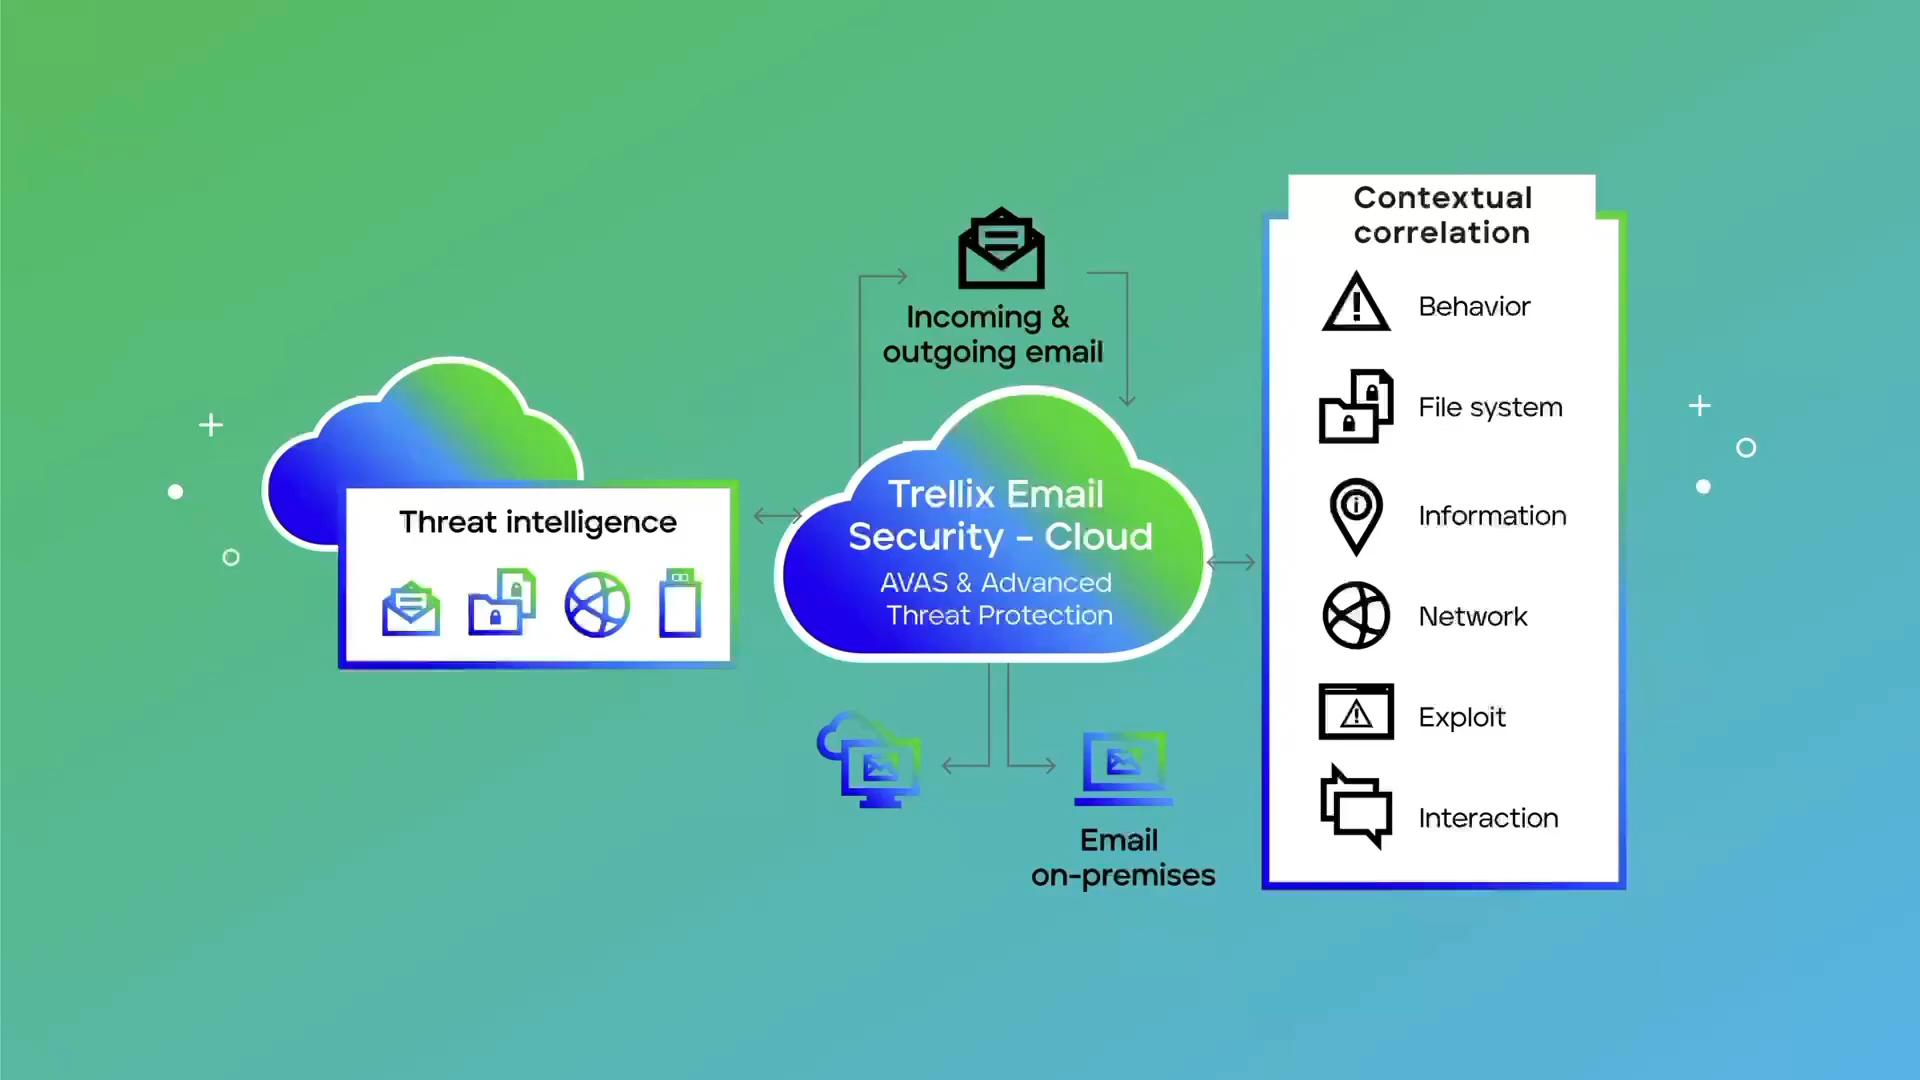 Threat intelligence
Incoming &
outgoing email
Trellix Email
Security - Cloud
AVAS & Advanced
Threat Protection
Email
on-premises
Contextual
correlation
Behavior
File system
Information
Network
Exploit
Interaction